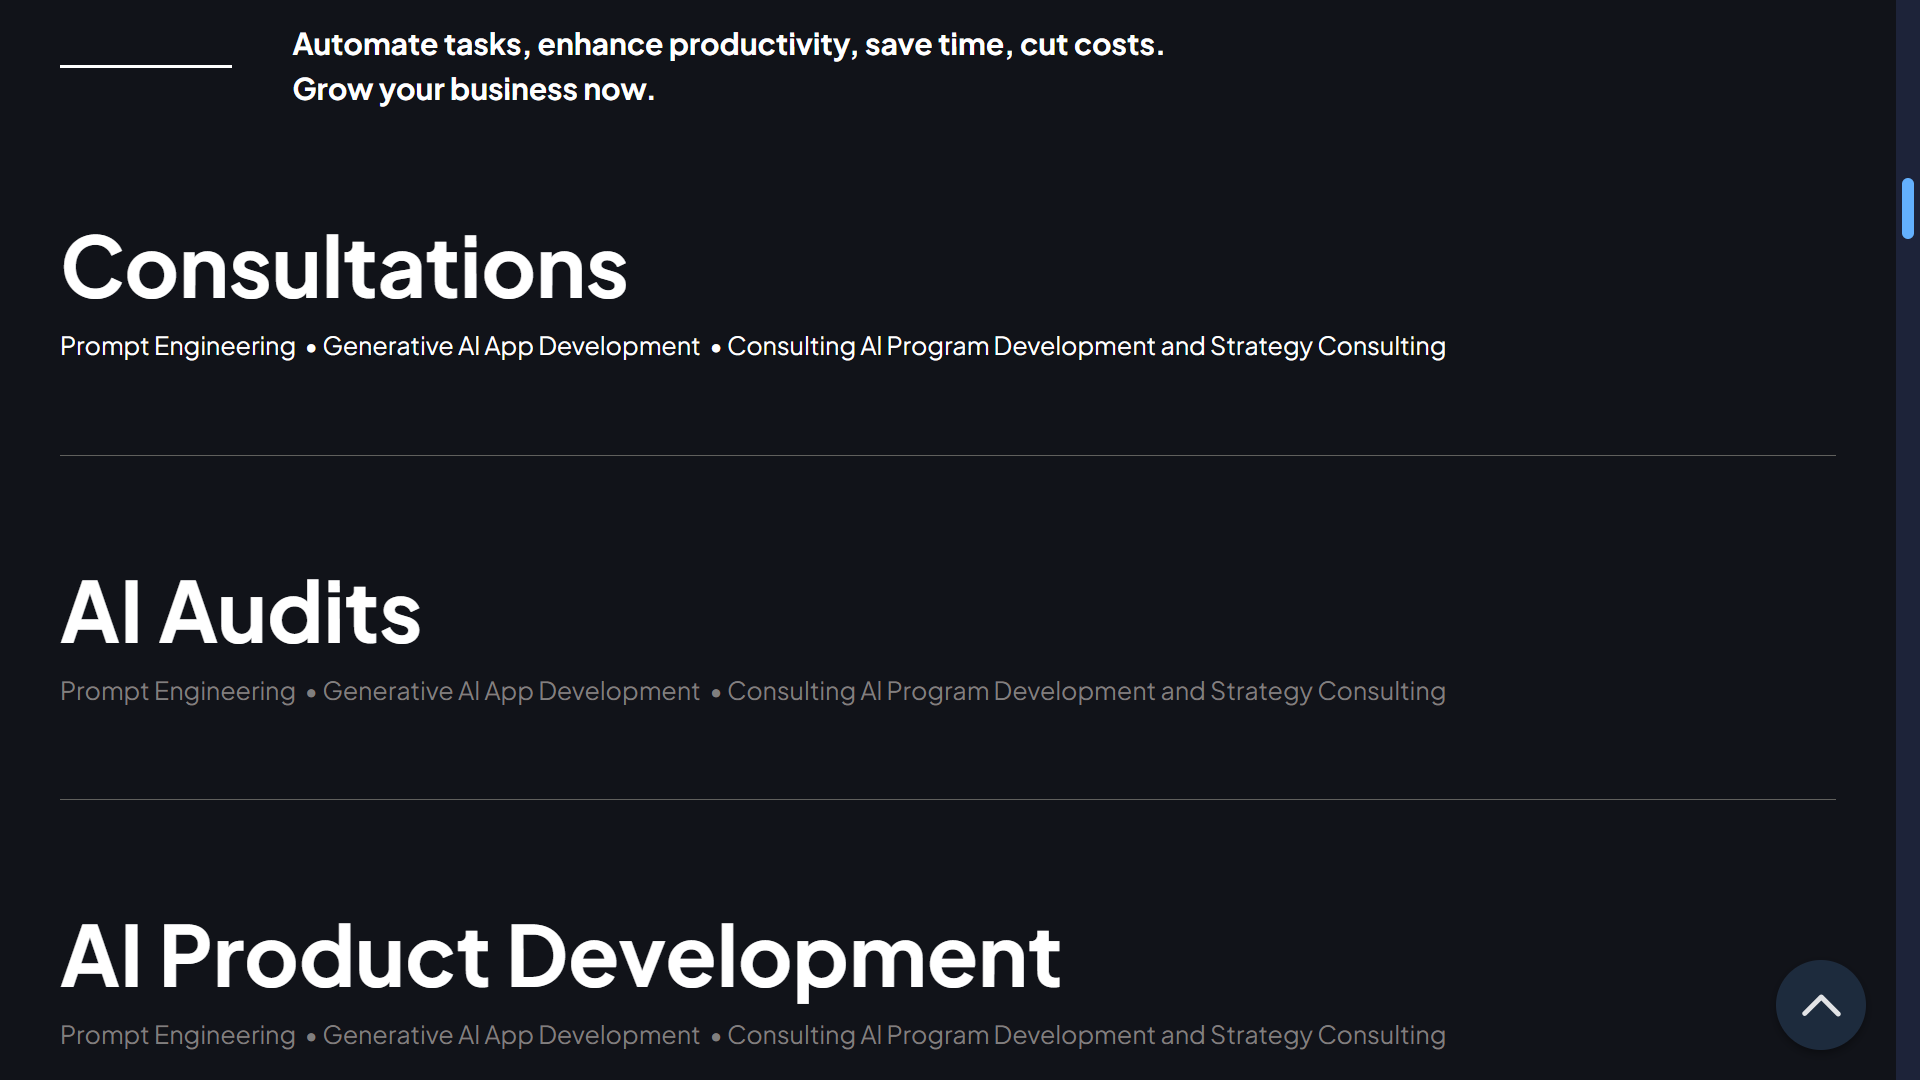 Automate tasks, enhance productivity, save time, cut costs.
Grow your business now.
Consultations
Prompt Engineering • Generative AI App Development • Consulting AI Program Development and Strategy Consulting
AI Audits
Prompt Engineering • Generative AI App Development • Consulting AI Program Development and Strategy Consulting
AI Product Development
Prompt Engineering • Generative AI App Development • Consulting AI Program Development and Strategy Consulting